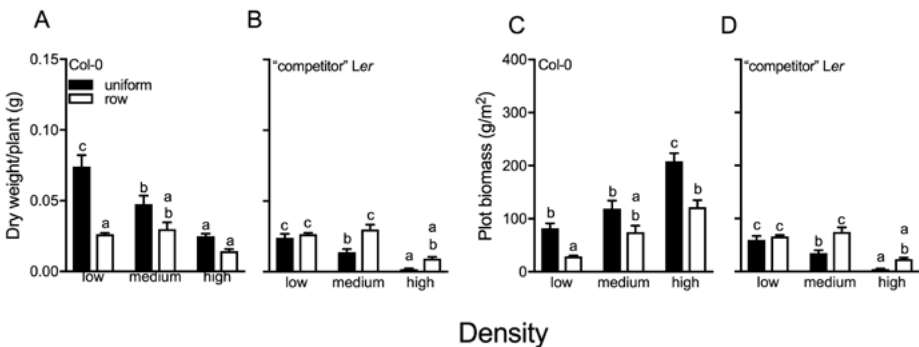 A
B
C
D
Dry weight/plant (g)
0.15
0.10
0.05
0.00
Col-0
uniform
row
c
a
b
a
b
a
a
low
medium
high
"competitor" Ler
c
c
b
c
a
a
b
low
medium
high
Plot biomass (g/m²)
400
300
200
100
0
Col-0
b
a
b
a
b
c
b
low
medium
high
"competitor" Ler
c
c
b
c
a
a
b
low
medium
high
Density